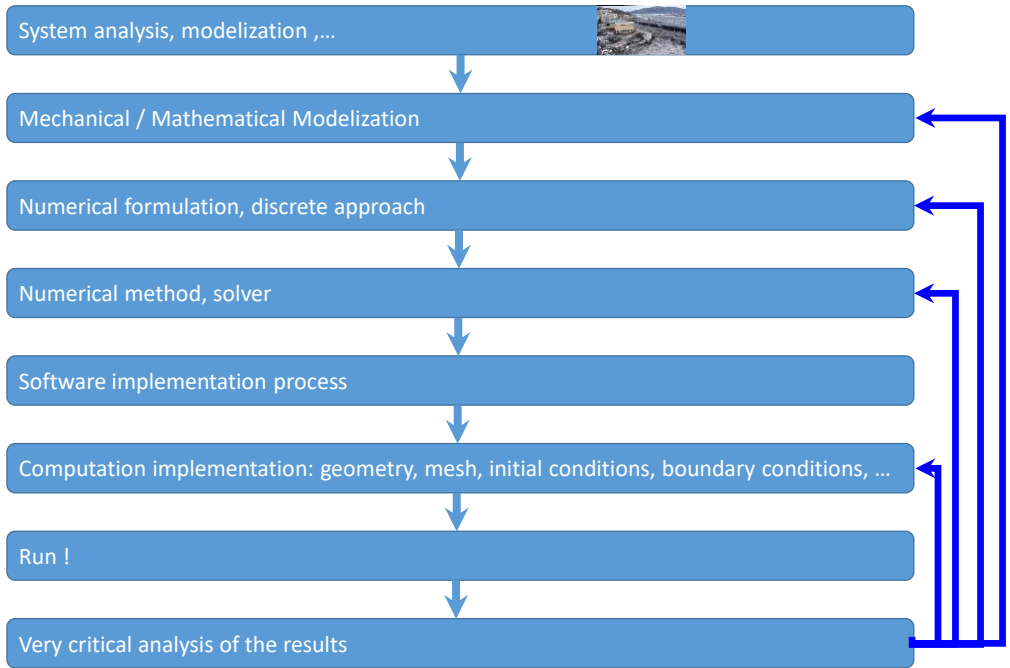 System analysis, modelization ,…
Mechanical / Mathematical Modelization
Numerical formulation, discrete approach
Numerical method, solver
Software implementation process
Computation implementation: geometry, mesh, initial conditions, boundary conditions, …
Run !
Very critical analysis of the results